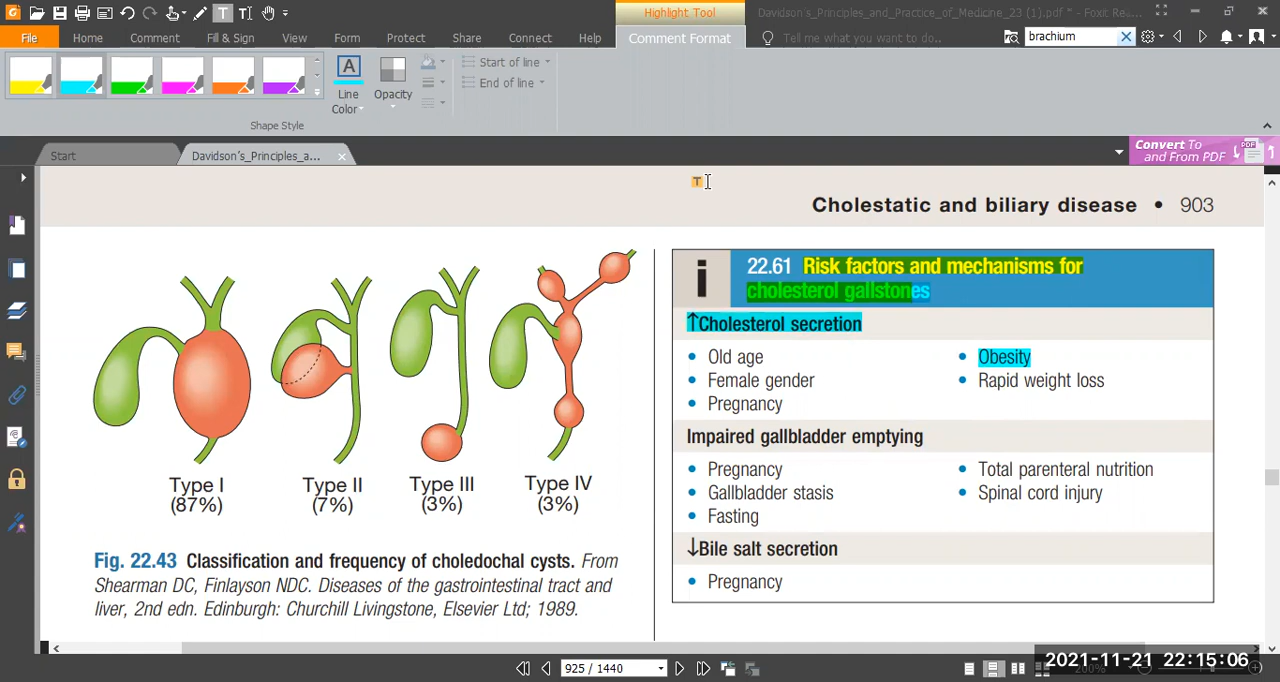 Highlight Tool
Davidson's_Principles_and_Practice_of_Medicine_23 (1).pdf * - Foxit Rea...
File Home Comment Fill & Sign View Form Protect Share Connect Help Comment Format Tell me what you want to do.. brachium
Start of line
End of line
Line
Color
Opacity
Shape Style
Start
Davidson's_Principles_a...
Convert To
and From PDF
PDF
T
Cholestatic and biliary disease • 903
Type I
(87%)
Type II
(7%)
Type III
(3%)
Type IV
(3%)
Fig. 22.43 Classification and frequency of choledochal cysts. From
Shearman DC, Finlayson NDC. Diseases of the gastrointestinal tract and
liver, 2nd edn. Edinburgh: Churchill Livingstone, Elsevier Ltd; 1989.
i
22.61 Risk factors and mechanisms for
cholesterol gallstones
↑Cholesterol secretion
• Old age
• Female gender
• Pregnancy
• Obesity
• Rapid weight loss
Impaired gallbladder emptying
• Pregnancy
• Gallbladder stasis
• Fasting
• Total parenteral nutrition
• Spinal cord injury
↓Bile salt secretion
• Pregnancy
925 / 1440
2021-11-21 22:15:06
200%